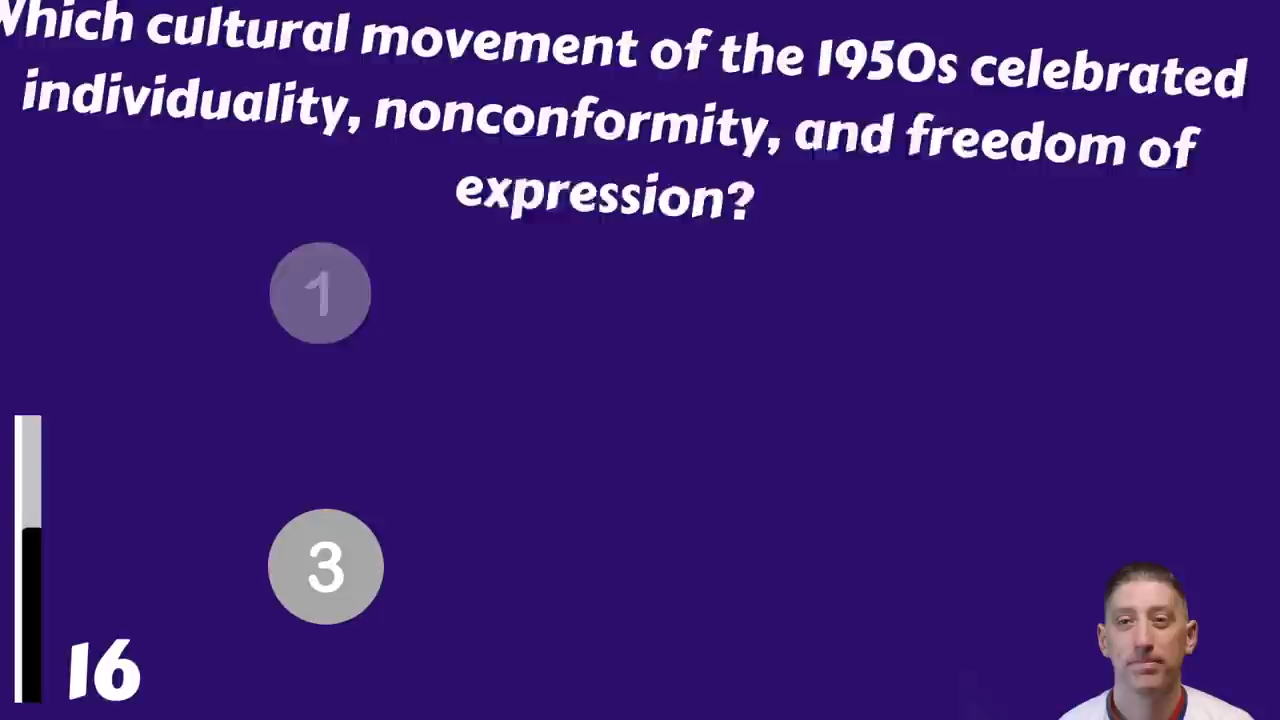 Which cultural movement of the 1950s celebrated
individuality, nonconformity, and freedom of
expression?
1
3
16